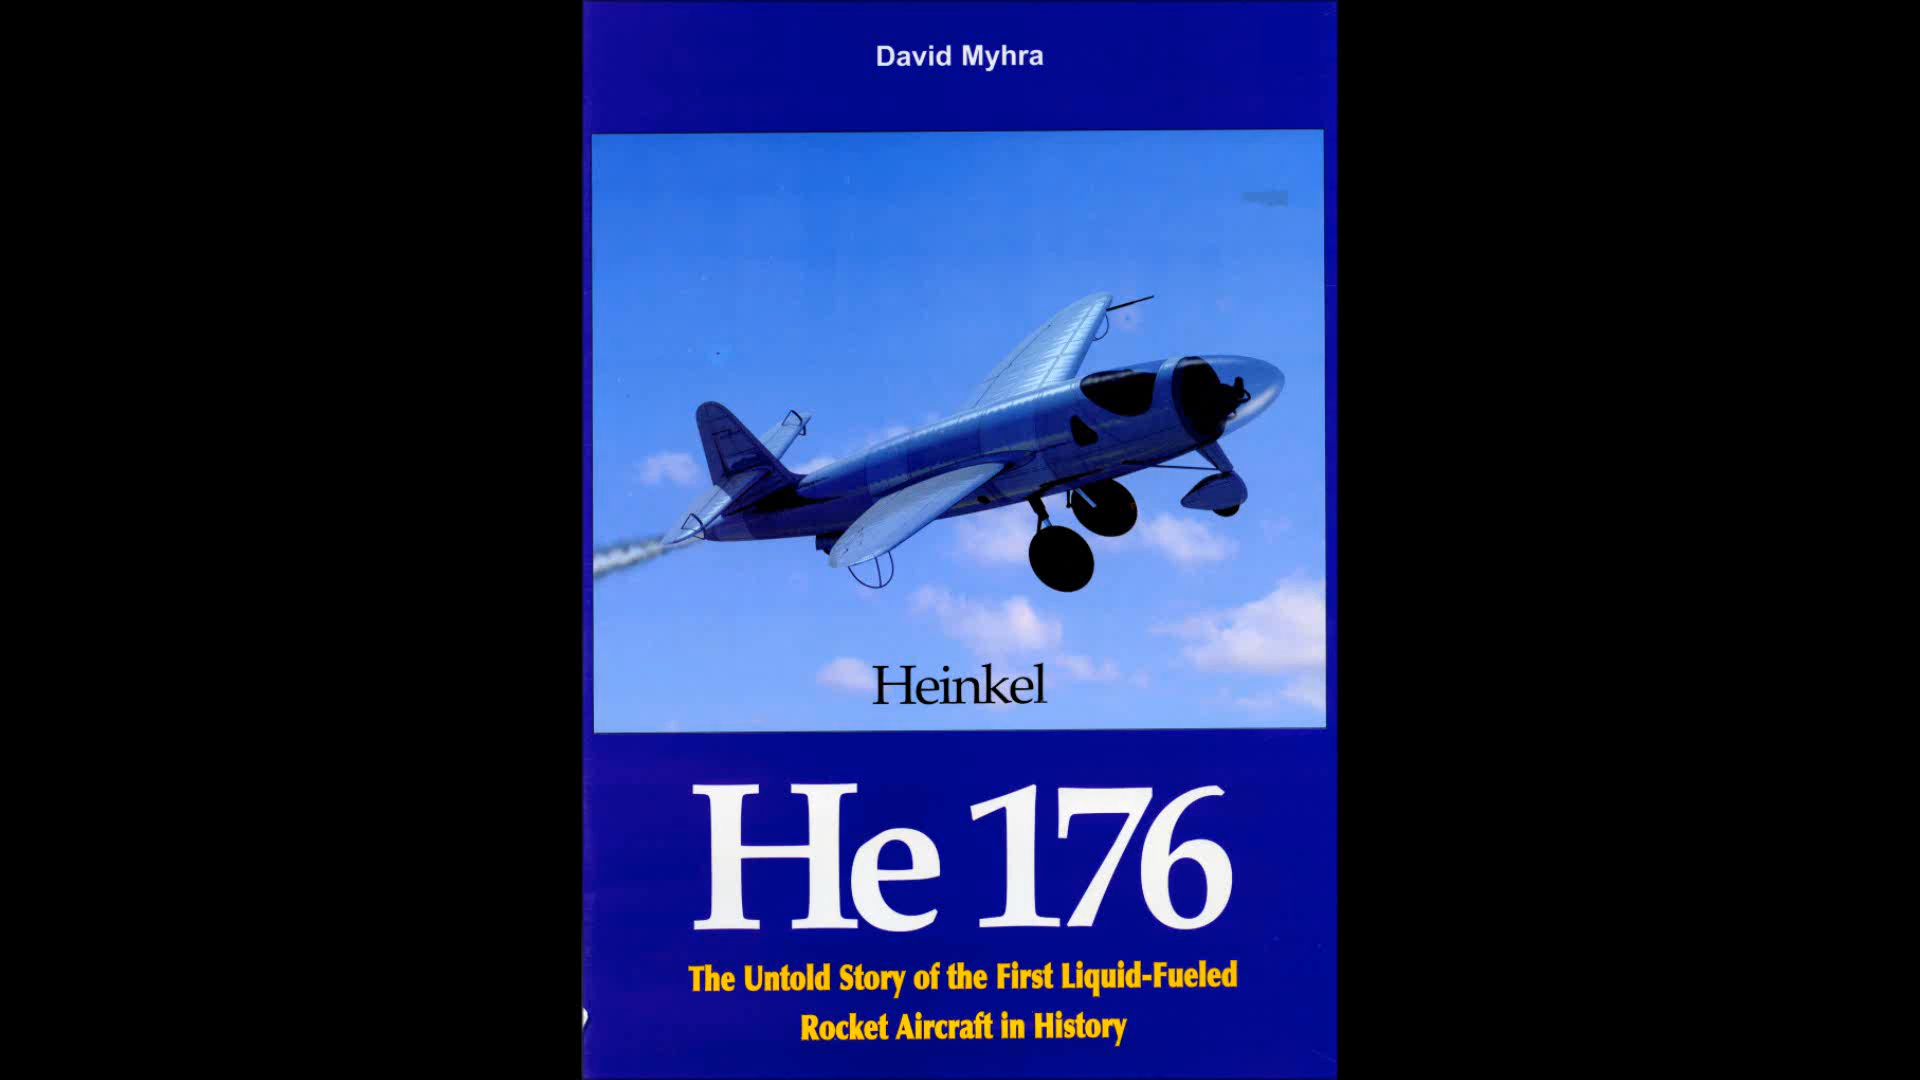 David Myhra
Heinkel
He 176
The Untold Story of the First Liquid-Fueled
Rocket Aircraft in History